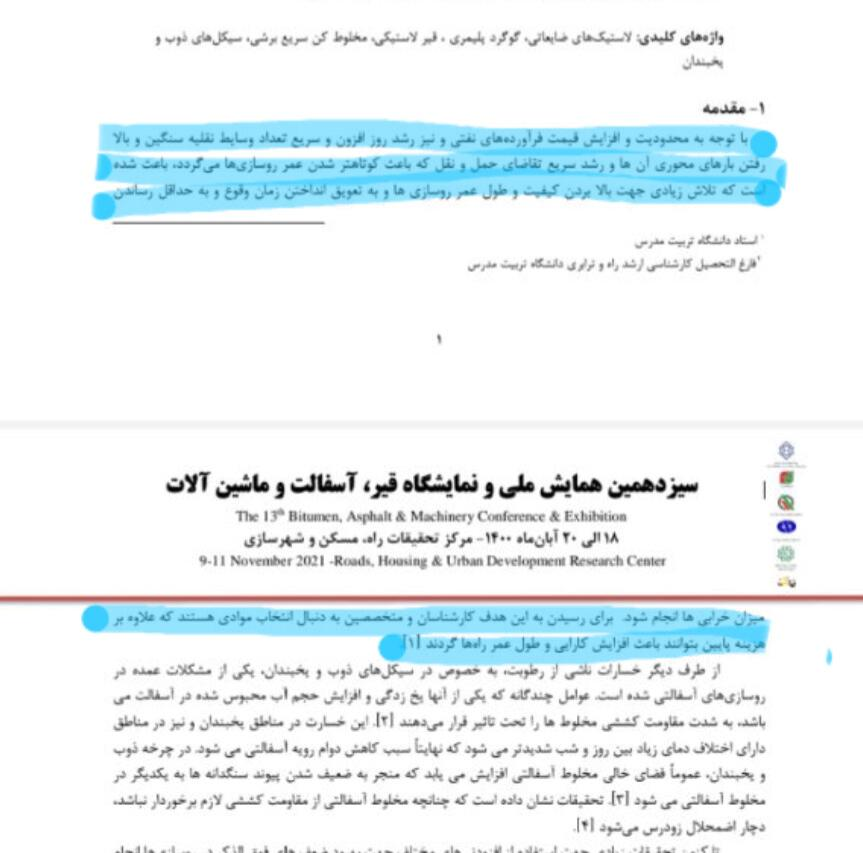 واژه‌های کلیدی: لاستیک‌های ضایعاتی، گوگرد پلیمری، قیر لاستیکی، مخلوط کن سریع برشی، سیکل‌های ذوب و
یخبندان
۱- مقدمه
با توجه به محدودیت و افزایش قیمت فرآورده‌های نفتی و نیز رشد روز افزون و سریع تعداد وسایط نقلیه سنگین و بالا
رفتن بارهای محوری آن ها و رشد سریع تقاضای حمل و نقل که باعث کوتاهتر شدن عمر روسازی‌ها می‌گردد، باعث شده
است که تلاش زیادی جهت بالا بردن کیفیت و طول عمر روسازی ها و به تعویق انداختن زمان وقوع و به حداقل رساندن
۱ استاد دانشگاه تربیت مدرس
۲ فارغ التحصیل کارشناسی ارشد راه و ترابری دانشگاه تربیت مدرس
۱
سیزدهمین همایش ملی و نمایشگاه قیر، آسفالت و ماشین آلات
The 13th Bitumen, Asphalt & Machinery Conference & Exhibition
۱۸ الی ۲۰ آبان‌ماه ۱۴۰۰- مرکز تحقیقات راه، مسکن و شهرسازی
9-11 November 2021 -Roads, Housing & Urban Development Research Center
میزان خرابی ها انجام شود. برای رسیدن به این هدف کارشناسان و متخصصین به دنبال انتخاب موادی هستند که علاوه بر
هزینه پایین بتوانند باعث افزایش کارایی و طول عمر راه‌ها گردند [۱].
از طرف دیگر خسارات ناشی از رطوبت، به خصوص در سیکل‌های ذوب و یخبندان، یکی از مشکلات عمده در
روسازی‌های آسفالتی شده است. عوامل چندگانه که یکی از آنها یخ زدگی و افزایش حجم آب محبوس شده در آسفالت می
باشد، به شدت مقاومت کششی مخلوط ها را تحت تاثیر قرار می‌دهند [۲]. این خسارت در مناطق یخبندان و نیز در مناطق
دارای اختلاف دمای زیاد بین روز و شب شدیدتر می شود که نهایتاً سبب کاهش دوام رویه آسفالتی می شود. در چرخه ذوب
و یخبندان، عموماً فضای خالی مخلوط آسفالتی افزایش می یابد که منجر به ضعیف شدن پیوند سنگدانه ها به یکدیگر در
مخلوط آسفالتی می شود [۳]. تحقیقات نشان داده است که چنانچه مخلوط آسفالتی از مقاومت کششی لازم برخوردار نباشد،
دچار اضمحلال زودرس می‌شود [۴].